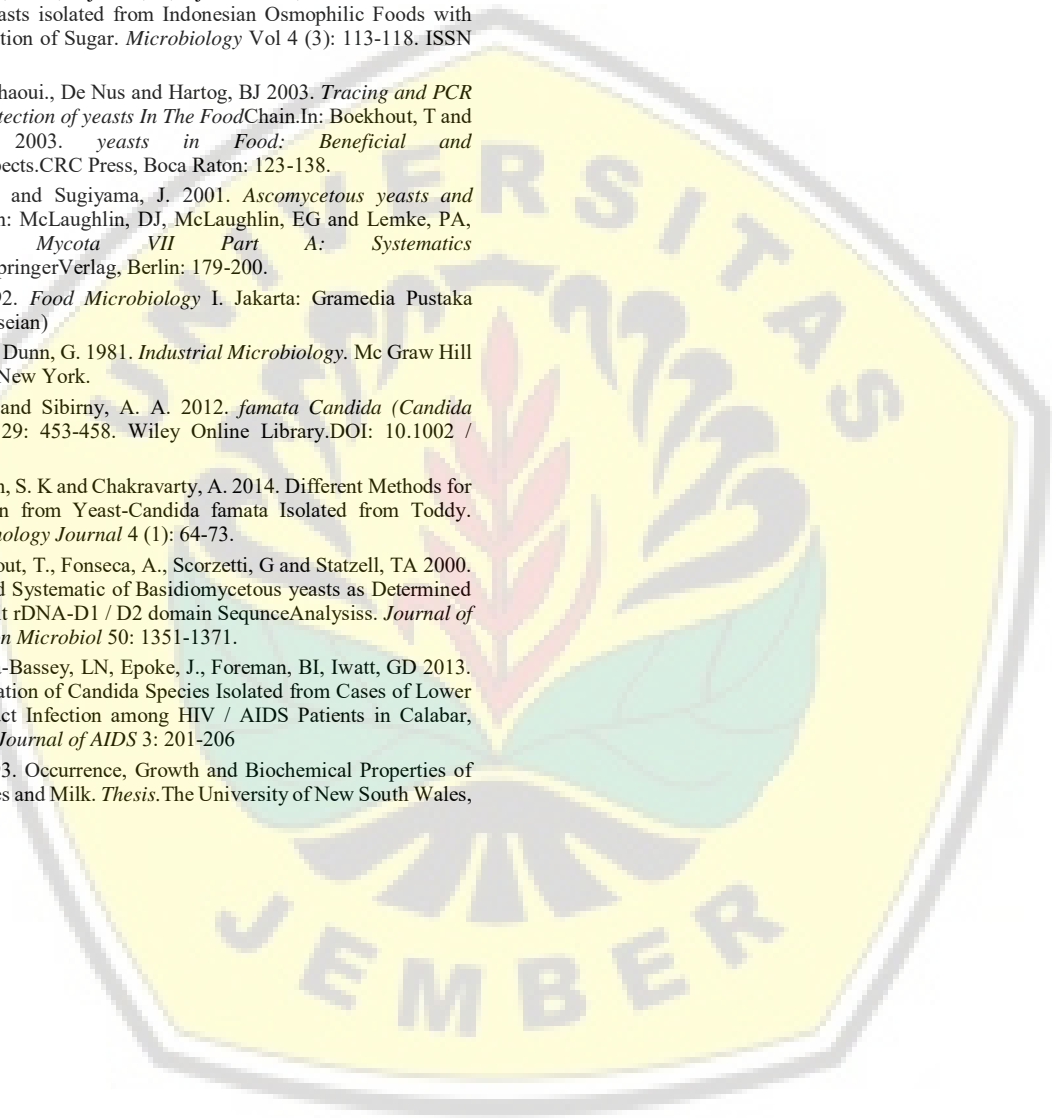 asts isolated from Indonesian Osmophilic Foods with
tion of Sugar. Microbiology Vol 4 (3): 113-118. ISSN
haoui., De Nus and Hartog, BJ 2003. Tracing and PCR
tection of yeasts In The FoodChain.In: Boekhout, T and
2003. yeasts in Food: Beneficial and
pects.CRC Press, Boca Raton: 123-138.
and Sugiyama, J. 2001. Ascomycetous yeasts and
n: McLaughlin, DJ, McLaughlin, EG and Lemke, PA,
Mycota VII Part A: Systematics
pringerVerlag, Berlin: 179-200.
92. Food Microbiology I. Jakarta: Gramedia Pustaka
seian)
Dunn, G. 1981. Industrial Microbiology. Mc Graw Hill
New York.
and Sibirny, A. A. 2012. famata Candida (Candida
29: 453-458. Wiley Online Library.DOI: 10.1002 /
n, S. K and Chakravarty, A. 2014. Different Methods for
n from Yeast-Candida famata Isolated from Toddy.
nology Journal 4 (1): 64-73.
out, T., Fonseca, A., Scorzetti, G and Statzell, TA 2000.
d Systematic of Basidiomycetous yeasts as Determined
t rDNA-D1 / D2 domain SequnceAnalysiss. Journal of
n Microbiol 50: 1351-1371.
-Bassey, LN, Epoke, J., Foreman, BI, Iwatt, GD 2013.
ation of Candida Species Isolated from Cases of Lower
act Infection among HIV / AIDS Patients in Calabar,
Journal of AIDS 3: 201-206
93. Occurrence, Growth and Biochemical Properties of
es and Milk. Thesis.The University of New South Wales,
UNIVERSITAS
JEMBER